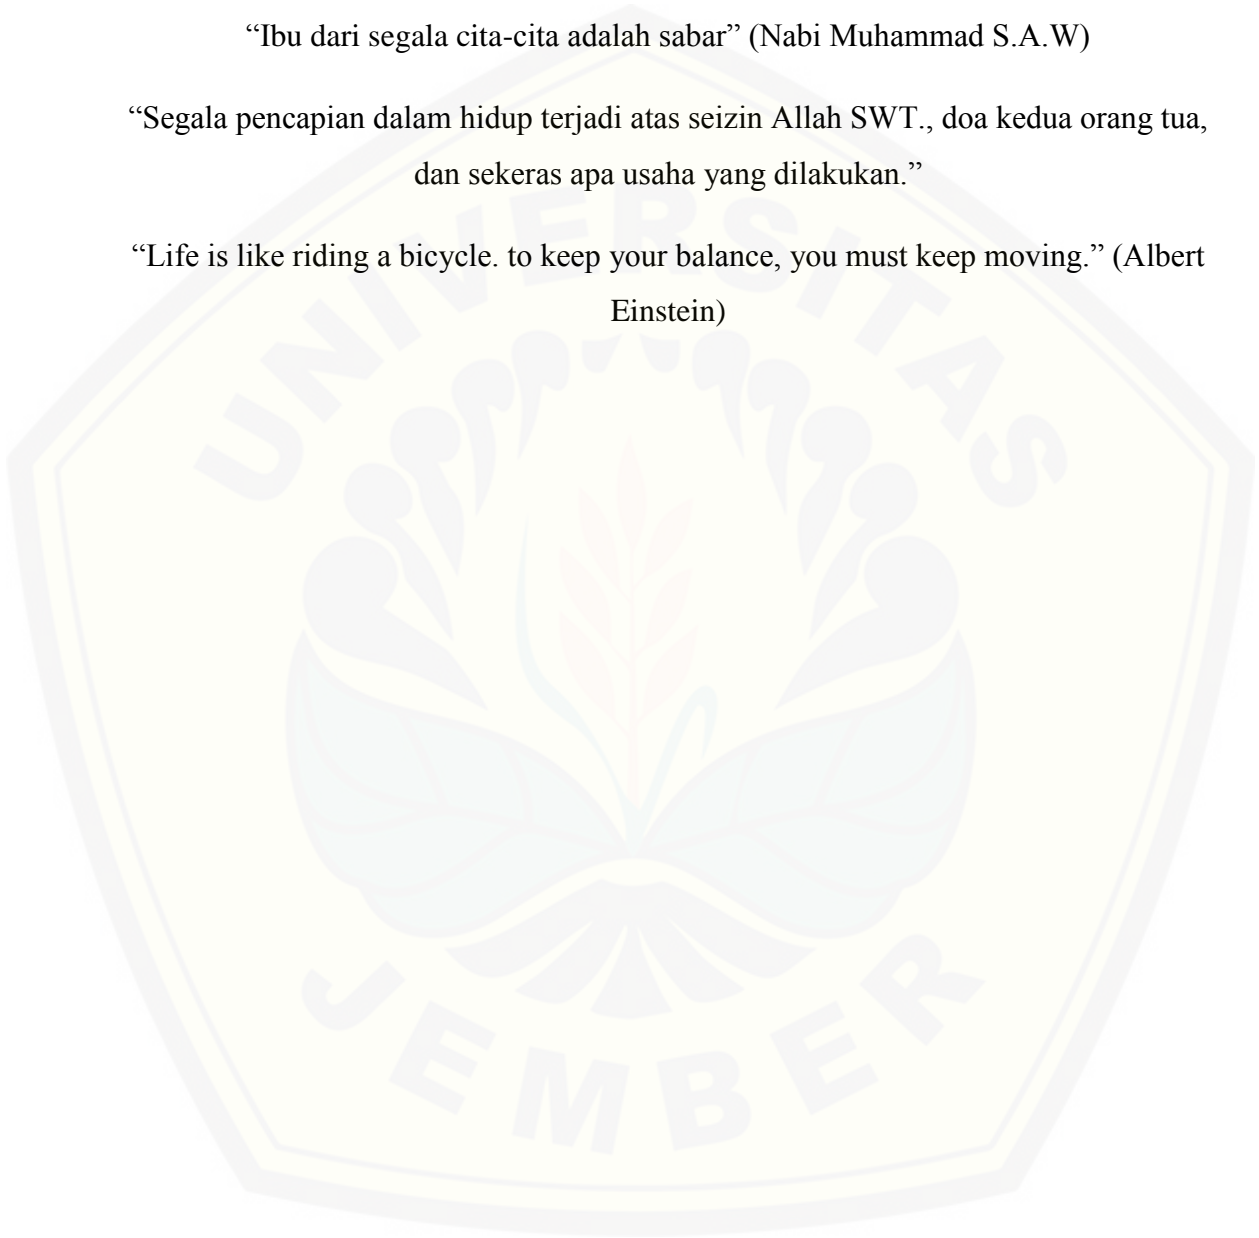 “Ibu dari segala cita-cita adalah sabar” (Nabi Muhammad S.A.W)
“Segala pencapian dalam hidup terjadi atas seizin Allah SWT., doa kedua orang tua,
dan sekeras apa usaha yang dilakukan.”
“Life is like riding a bicycle. to keep your balance, you must keep moving.” (Albert
Einstein)
UNIVERSITAS
JEMBER